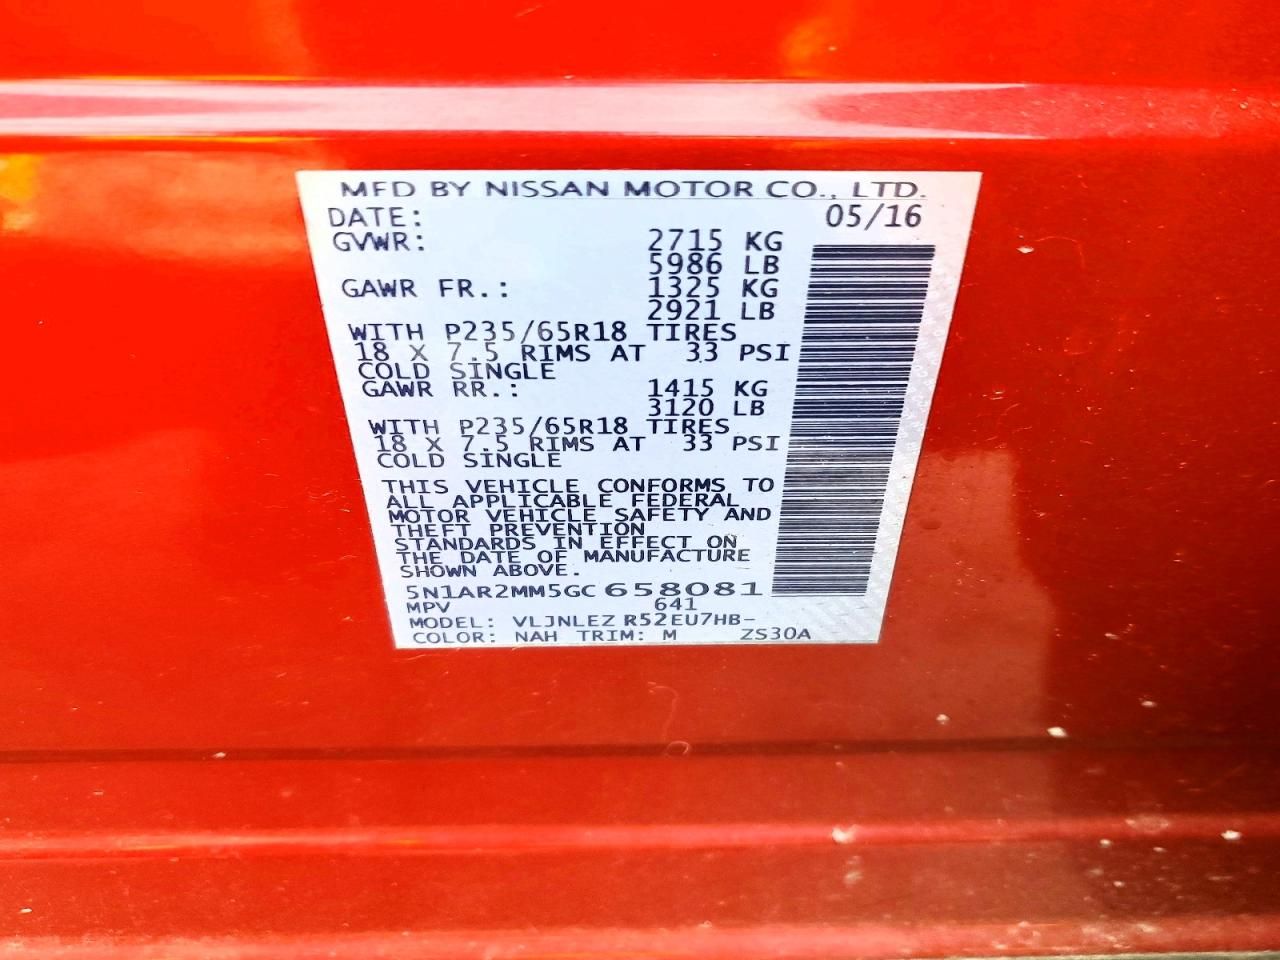 MFD BY NISSAN MOTOR CO., LTD.
DATE: 05/16
GVWR: 2715 KG
5986 LB
GAWR FR.: 1325 KG
2921 LB
WITH P235/65R18 TIRES
18 X 7.5 RIMS AT 33 PSI
COLD SINGLE
GAWR RR.: 1415 KG
3120 LB
WITH P235/65R18 TIRES
18 X 7.5 RIMS AT 33 PSI
COLD SINGLE
THIS VEHICLE CONFORMS TO
ALL APPLICABLE FEDERAL
MOTOR VEHICLE SAFETY AND
THEFT PREVENTION
STANDARDS IN EFFECT ON
THE DATE OF MANUFACTURE
SHOWN ABOVE.
5N1AR2MM5GC 658081
MPV 641
MODEL: VLJNLEZ R52EU7HB-
COLOR: NAH TRIM: M ZS30A